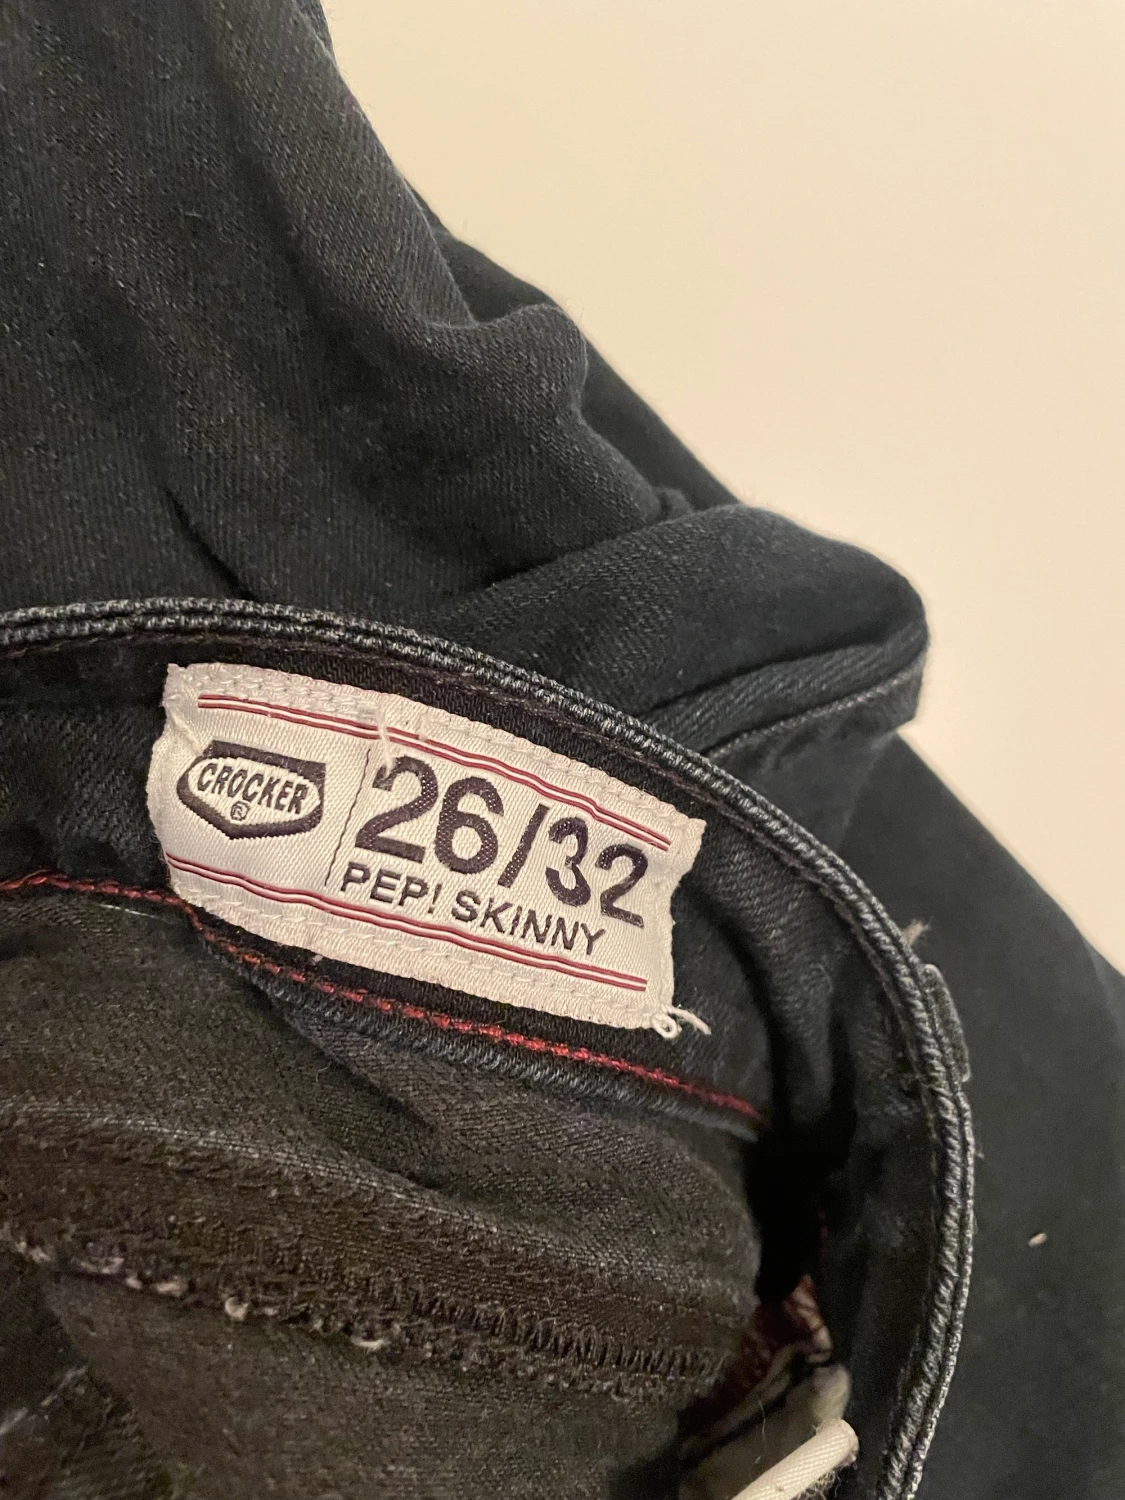 CROCKER
®
26/32
PEP! SKINNY